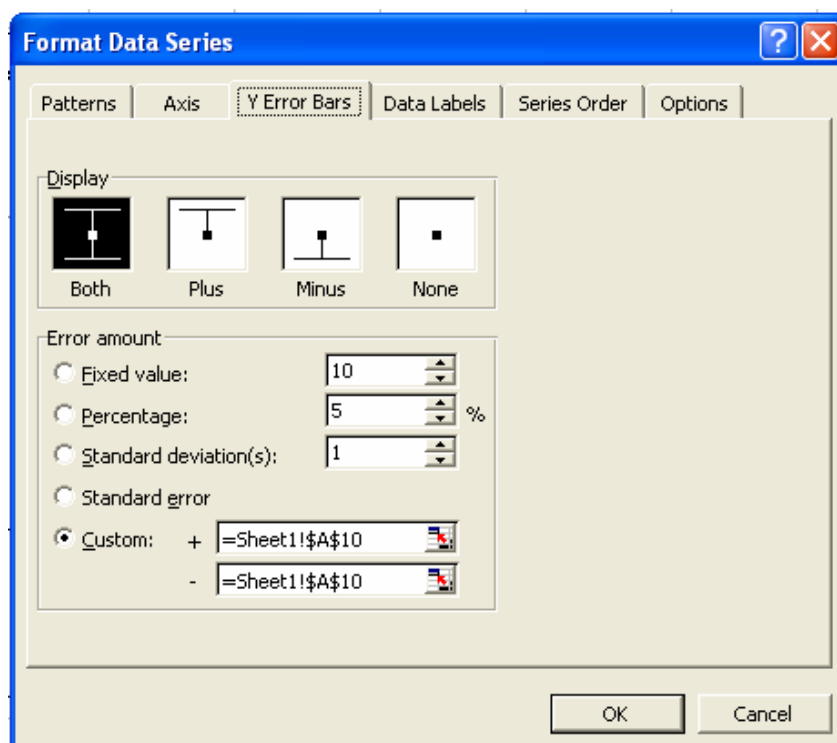 Format Data Series
Patterns Axis Y Error Bars Data Labels Series Order Options
Display
Both Plus Minus None
Error amount
Fixed value: 10
Percentage: 5 %
Standard deviation(s): 1
Standard error
Custom: + =Sheet1!$A$10
- =Sheet1!$A$10
OK Cancel